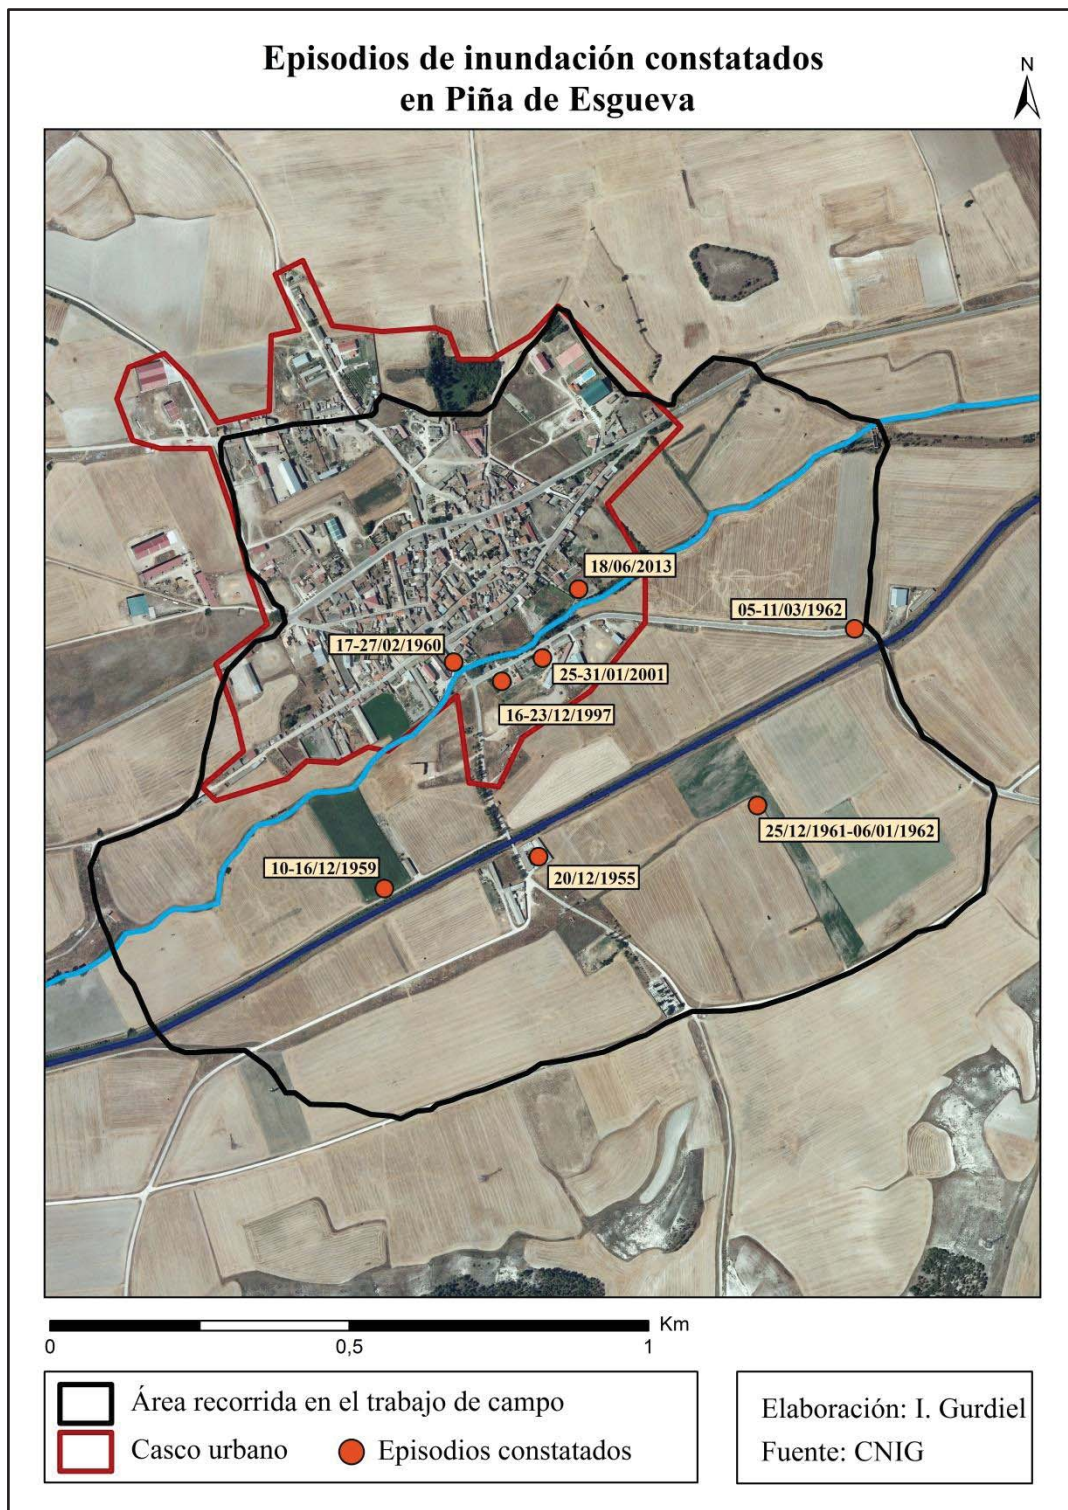 Episodios de inundación constatados
en Piña de Esgueva
N
18/06/2013
05-11/03/1962
17-27/02/1960
25-31/01/2001
16-23/12/1997
25/12/1961-06/01/1962
10-16/12/1959
20/12/1955
Km
0 0,5 1
Área recorrida en el trabajo de campo
Casco urbano Episodios constatados
Elaboración: I. Gurdiel
Fuente: CNIG